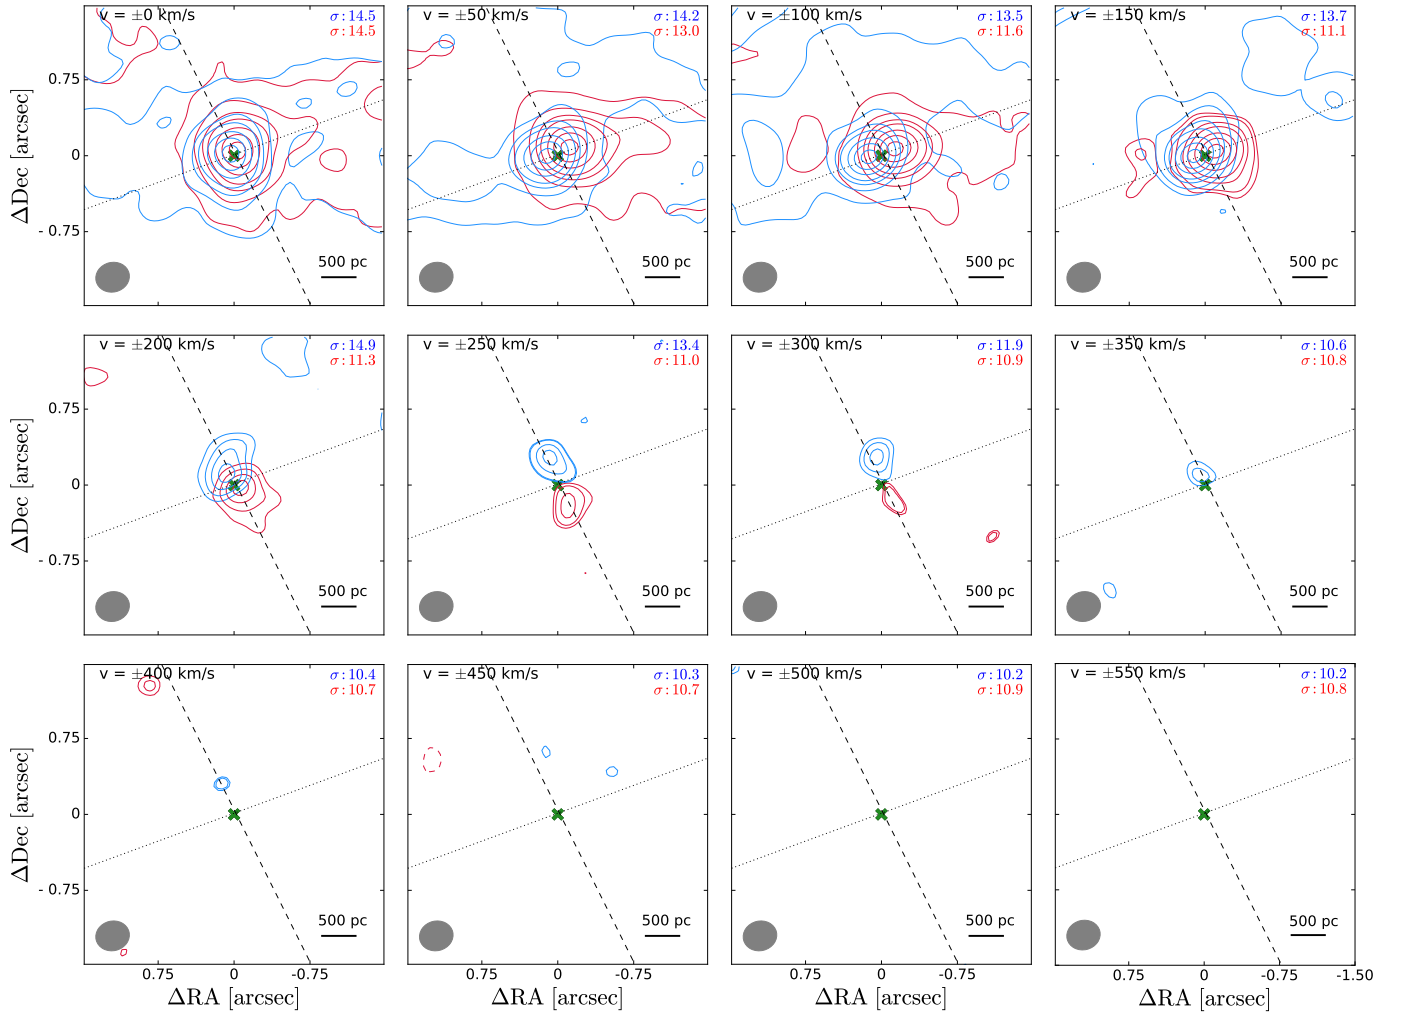 v = ±0 km/s
σ : 14.5
σ : 14.5
v = ±50 km/s
σ : 14.2
σ : 13.0
v = ±100 km/s
σ : 13.5
σ : 11.6
v = ±150 km/s
σ : 13.7
σ : 11.1
0.75
0
- 0.75
ΔDec [arcsec]
500 pc
500 pc
500 pc
500 pc
v = ±200 km/s
σ : 14.9
σ : 11.3
v = ±250 km/s
σ : 13.4
σ : 11.0
v = ±300 km/s
σ : 11.9
σ : 10.9
v = ±350 km/s
σ : 10.6
σ : 10.8
0.75
0
- 0.75
ΔDec [arcsec]
500 pc
500 pc
500 pc
500 pc
v = ±400 km/s
σ : 10.4
σ : 10.7
v = ±450 km/s
σ : 10.3
σ : 10.7
v = ±500 km/s
σ : 10.2
σ : 10.9
v = ±550 km/s
σ : 10.2
σ : 10.8
0.75
0
- 0.75
ΔDec [arcsec]
500 pc
500 pc
500 pc
500 pc
0.75 0 -0.75
0.75 0 -0.75
0.75 0 -0.75
0.75 0 -0.75 -1.50
ΔRA [arcsec]
ΔRA [arcsec]
ΔRA [arcsec]
ΔRA [arcsec]